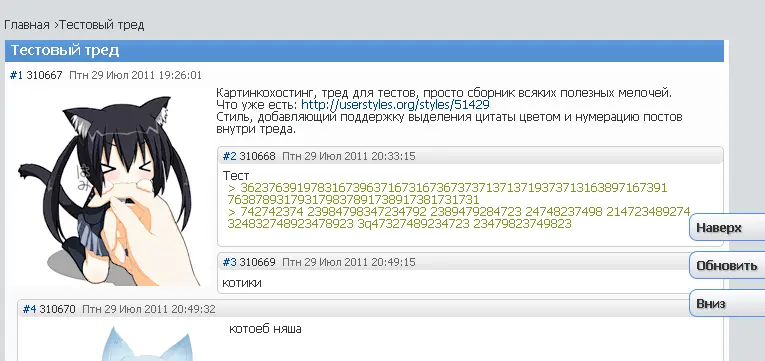 Главная >Тестовый тред
Тестовый тред
#1 310667 Птн 29 Июл 2011 19:26:01
Картинкохостинг, тред для тестов, просто сборник всяких полезных мелочей.
Что уже есть: http://userstyles.org/styles/51429
Стиль, добавляющий поддержку выделения цитаты цветом и нумерацию постов
внутри треда.
#2 310668 Птн 29 Июл 2011 20:33:15
Тест
> 3623763919783167396371673167367373713713719373713163897167391
763878931793179837891738917381731731
> 742742374 23984798347234792 2389479284723 24748237498 214723489274
324832748923478923 3q47327489234723 23479823749823
#3 310669 Птн 29 Июл 2011 20:49:15
котики
#4 310670 Птн 29 Июл 2011 20:49:32
котоеб няша
Наверх
Обновить
Вниз